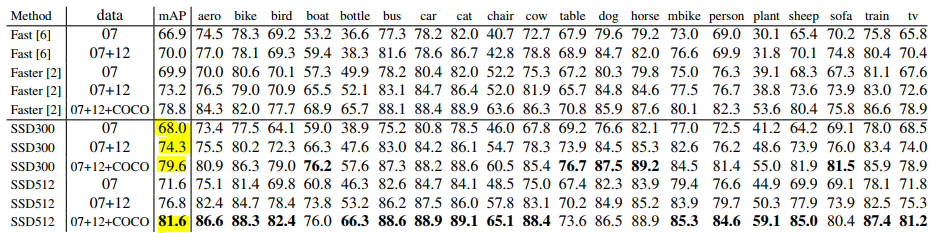 Method data mAP aero bike bird boat bottle bus car cat chair cow table dog horse mbike person plant sheep sofa train tv
Fast [6] 07 66.9 74.5 78.3 69.2 53.2 36.6 77.3 78.2 82.0 40.7 72.7 67.9 79.6 79.2 73.0 69.0 30.1 65.4 70.2 75.8 65.8
Fast [6] 07+12 70.0 77.0 78.1 69.3 59.4 38.3 81.6 78.6 86.7 42.8 78.8 68.9 84.7 82.0 76.6 69.9 31.8 70.1 74.8 80.4 70.4
Faster [2] 07 69.9 70.0 80.6 70.1 57.3 49.9 78.2 80.4 82.0 52.2 75.3 67.2 80.3 79.8 75.0 76.3 39.1 68.3 67.3 81.1 67.6
Faster [2] 07+12 73.2 76.5 79.0 70.9 65.5 52.1 83.1 84.7 86.4 52.0 81.9 65.7 84.8 84.6 77.5 76.7 38.8 73.6 73.9 83.0 72.6
Faster [2] 07+12+COCO 78.8 84.3 82.0 77.7 68.9 65.7 88.1 88.4 88.9 63.6 86.3 70.8 85.9 87.6 80.1 82.3 53.6 80.4 75.8 86.6 78.9
SSD300 07 68.0 73.4 77.5 64.1 59.0 38.9 75.2 80.8 78.5 46.0 67.8 69.2 76.6 82.1 77.0 72.5 41.2 64.2 69.1 78.0 68.5
SSD300 07+12 74.3 75.5 80.2 72.3 66.3 47.6 83.0 84.2 86.1 54.7 78.3 73.9 84.5 85.3 82.6 76.2 48.6 73.9 76.0 83.4 74.0
SSD300 07+12+COCO 79.6 80.9 86.3 79.0 76.2 57.6 87.3 88.2 88.6 60.5 85.4 76.7 87.5 89.2 84.5 81.4 55.0 81.9 81.5 85.9 78.9
SSD512 07 71.6 75.1 81.4 69.8 60.8 46.3 82.6 84.7 84.1 48.5 75.0 67.4 82.3 83.9 79.4 76.6 44.9 69.9 69.1 78.1 71.8
SSD512 07+12 76.8 82.4 84.7 78.4 73.8 53.2 86.2 87.5 86.0 57.8 83.1 70.2 84.9 85.2 83.9 79.7 50.3 77.9 73.9 82.5 75.3
SSD512 07+12+COCO 81.6 86.6 88.3 82.4 76.0 66.3 88.6 88.9 89.1 65.1 88.4 73.6 86.5 88.9 85.3 84.6 59.1 85.0 80.4 87.4 81.2